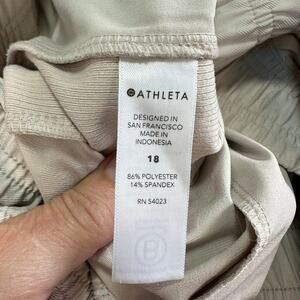 ATHLETA
DESIGNED IN
SAN FRANCISCO
MADE IN
INDONESIA
18
86% POLYESTER
14% SPANDEX
RN 54023